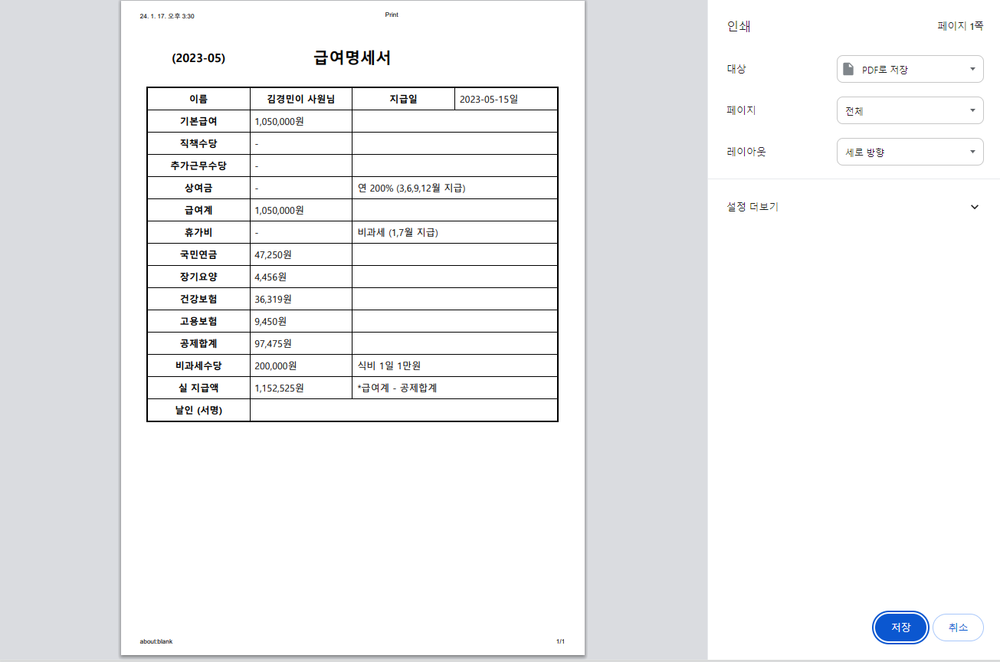 24. 1. 17. 오후 3:30
Print
(2023-05)
급여명세서
이름 김경민이 사원님 지급일 2023-05-15일
기본급여 1,050,000원
직책수당 -
추가근무수당 -
상여금 - 연 200% (3,6,9,12월 지급)
급여계 1,050,000원
휴가비 - 비과세 (1,7월 지급)
국민연금 47,250원
장기요양 4,456원
건강보험 36,319원
고용보험 9,450원
공제합계 97,475원
비과세수당 200,000원 식비 1일 1만원
실 지급액 1,152,525원 *급여계 - 공제합계
날인 (서명)
about:blank
1/1
인쇄
페이지 1쪽
대상 PDF로 저장
페이지 전체
레이아웃 세로 방향
설정 더보기
저장 취소